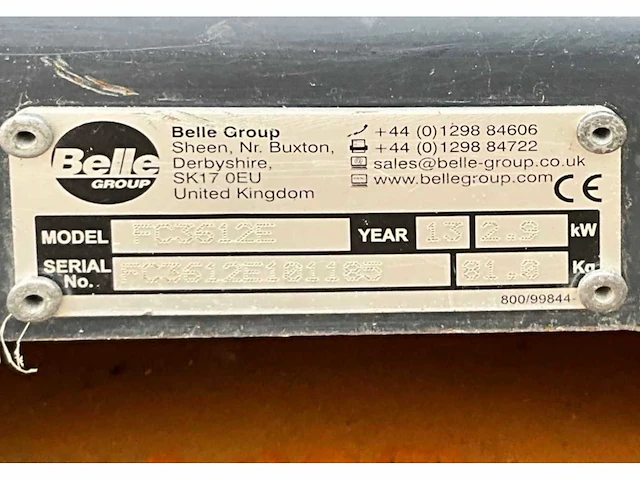 Belle
GROUP
Belle Group
Sheen, Nr. Buxton,
Derbyshire,
SK17 0EU
United Kingdom
+44 (0)1298 84606
+44 (0)1298 84722
sales@belle-group.co.uk
www.bellegroup.com
CE
MODEL FC3612E YEAR 13 2.9 kW
SERIAL No. Kg
800/99844